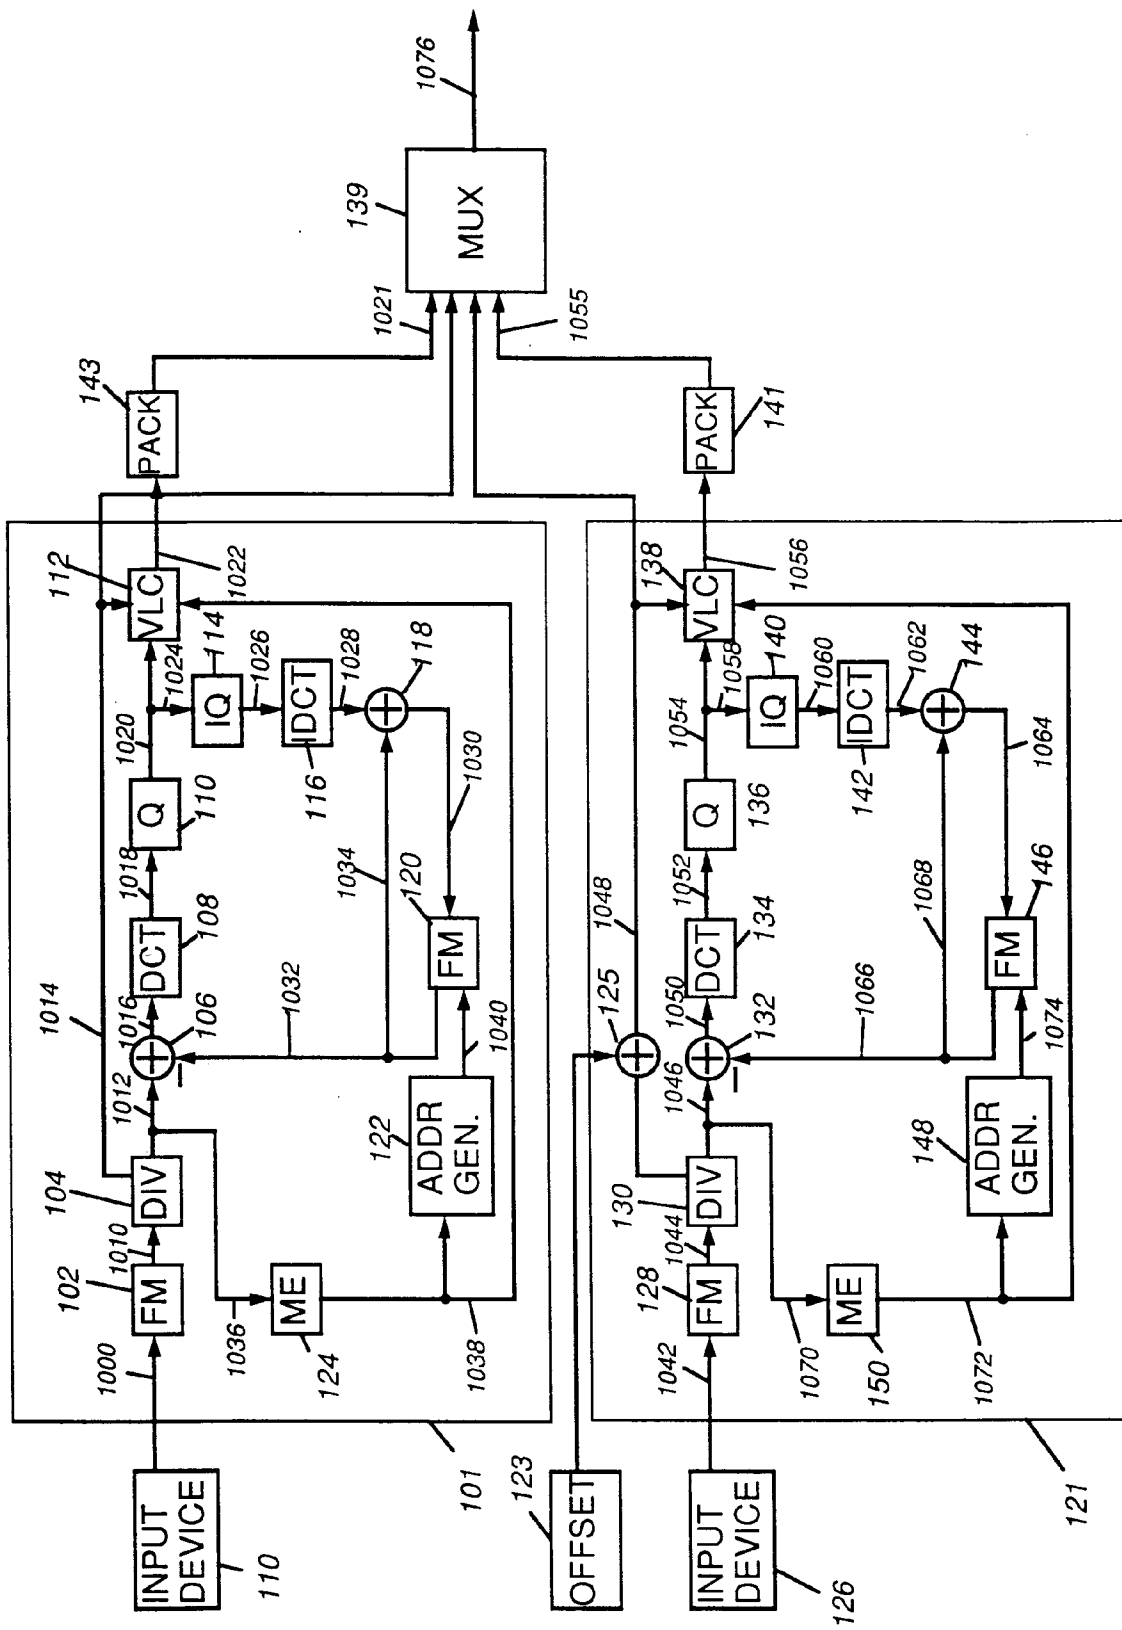 INPUT
DEVICE
110
1000
101
FM
102
1010
DIV
104
1012
1014
106
1016
DCT
108
1018
Q
110
1020
1024
VLC
112
1022
PACK
143
1021
IQ
114
1026
IDCT
116
1028
118
1030
1034
1032
FM
120
1040
ADDR
GEN.
122
ME
124
1036
1038
MUX
139
1076
OFFSET
123
125
1048
INPUT
DEVICE
126
1042
121
FM
128
1044
DIV
130
1046
132
1050
DCT
134
1052
Q
136
1054
1058
VLC
138
1056
PACK
141
1055
IQ
140
1060
IDCT
142
1062
144
1064
1068
1066
FM
146
1074
ADDR
GEN.
148
ME
150
1070
1072